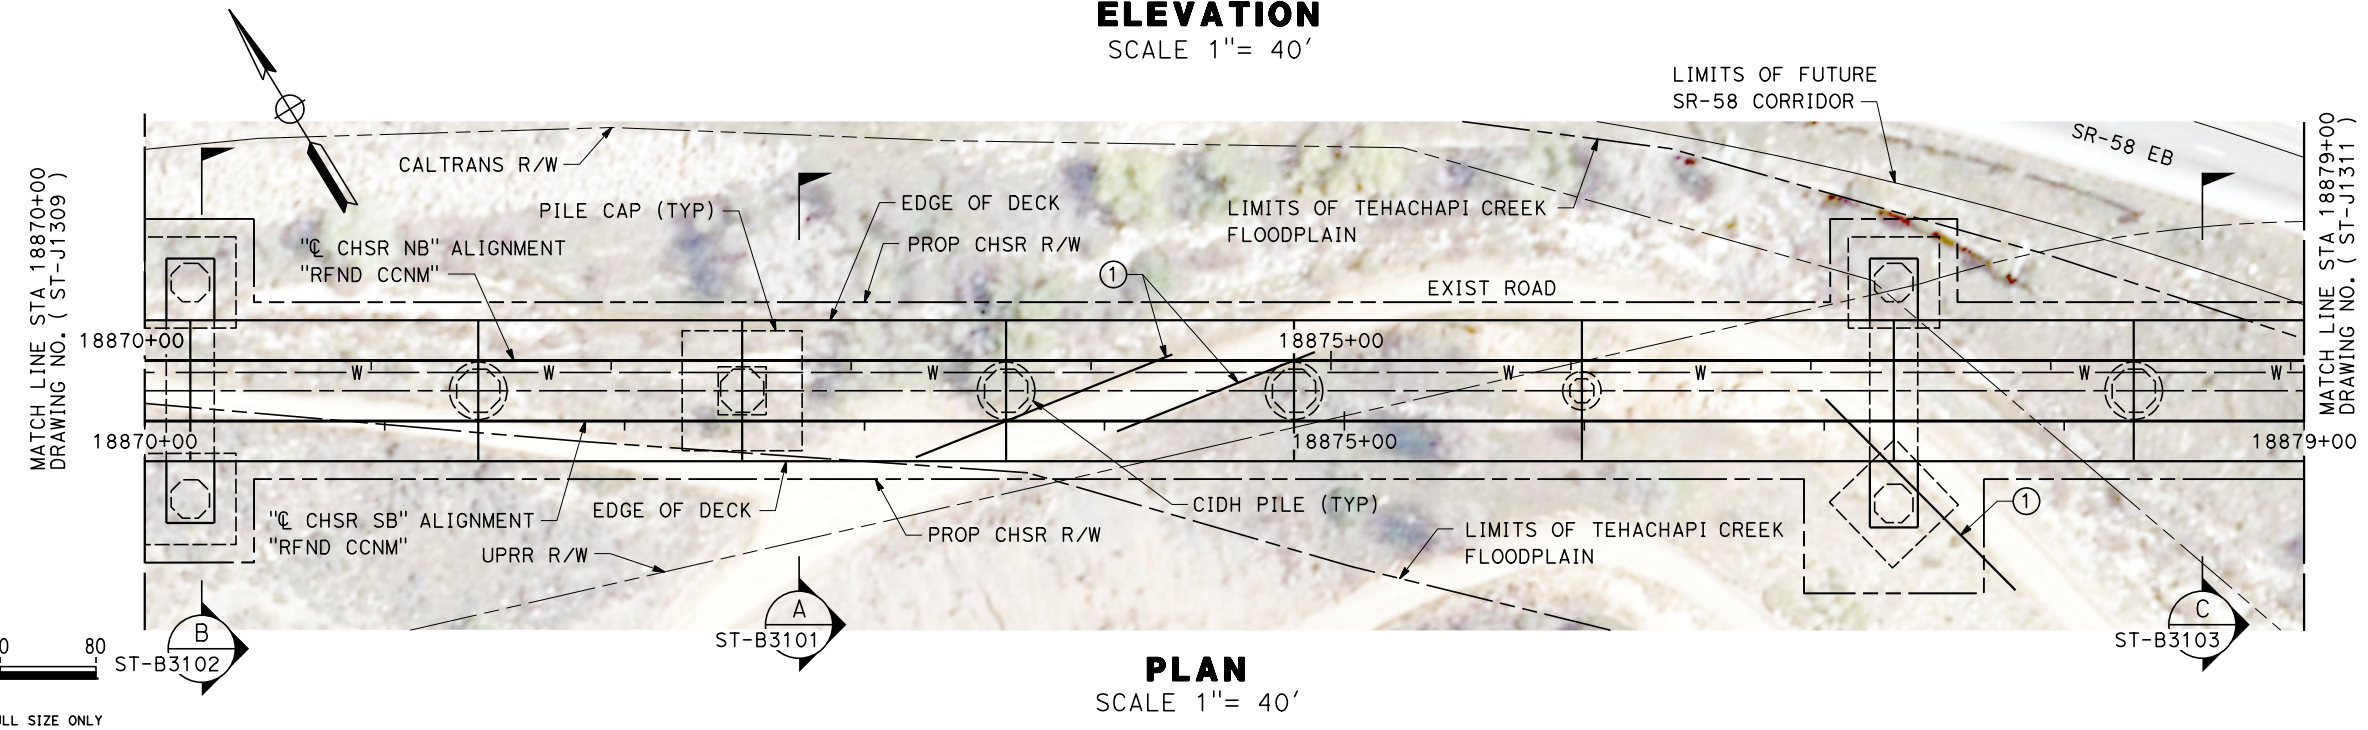 ELEVATION
SCALE 1"= 40'
LIMITS OF FUTURE
SR-58 CORRIDOR
SR-58 EB
CALTRANS R/W
PILE CAP (TYP)
EDGE OF DECK
PROP CHSR R/W
LIMITS OF TEHACHAPI CREEK
FLOODPLAIN
"℄ CHSR NB" ALIGNMENT
"RFND CCNM"
1
EXIST ROAD
MATCH LINE STA 18870+00
DRAWING NO. ( ST-J1309 )
MATCH LINE STA 18879+00
DRAWING NO. ( ST-J1311 )
18870+00
18875+00
W W W W W W W
18870+00
18875+00
18879+00
"℄ CHSR SB" ALIGNMENT
"RFND CCNM"
EDGE OF DECK
UPRR R/W
PROP CHSR R/W
CIDH PILE (TYP)
LIMITS OF TEHACHAPI CREEK
FLOODPLAIN
1
B
ST-B3102
A
ST-B3101
C
ST-B3103
0 80
PLAN
SCALE 1"= 40'
SIZE ONLY